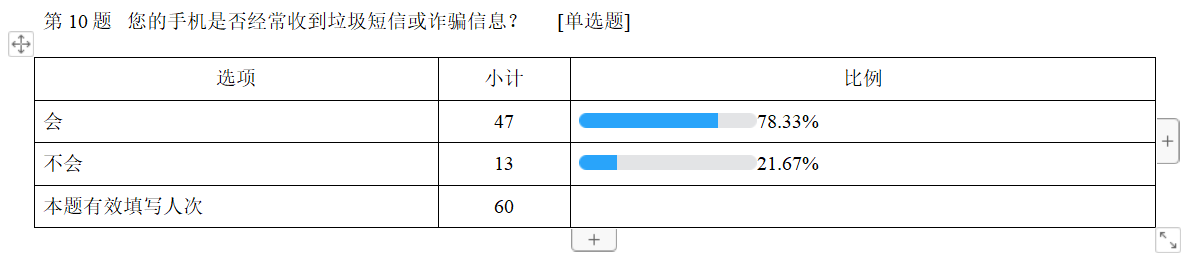 第 10 题 您的手机是否经常收到垃圾短信或诈骗信息？ [单选题]
选项 小计 比例
会 47 78.33%
不会 13 21.67%
本题有效填写人次 60